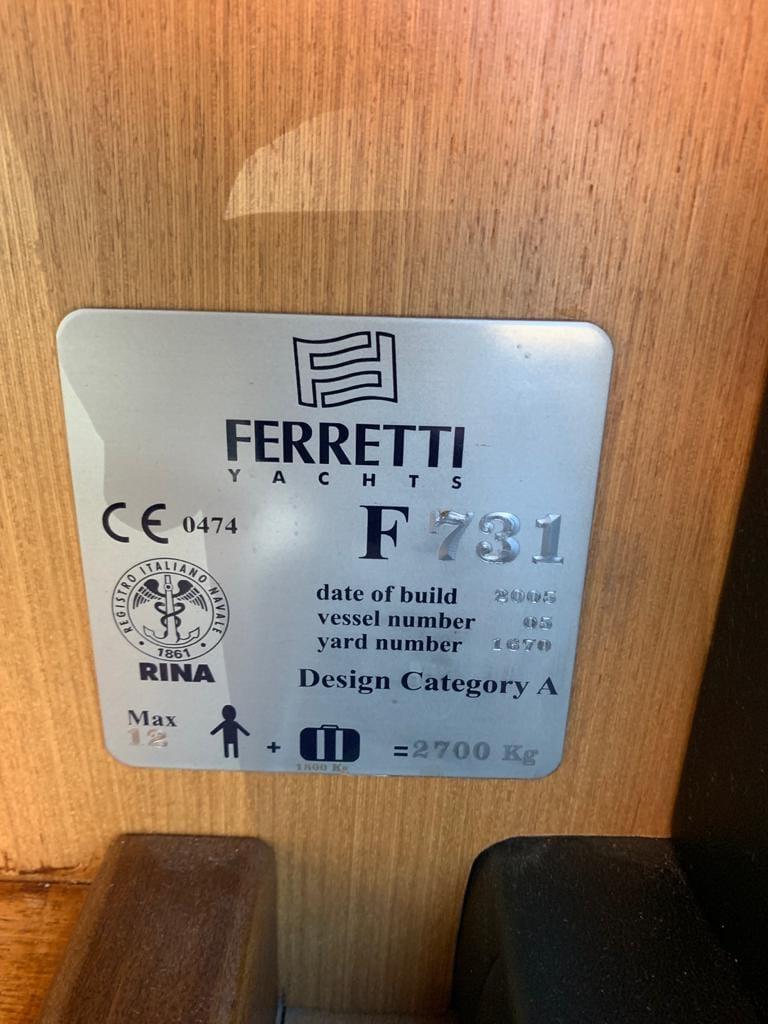 FERRETTI
YACHTS
CE 0474
F 731
REGISTRO ITALIANO NAVALE
1861
RINA
date of build 2005
vessel number 05
yard number 1670
Design Category A
Max
12
+
1800 Kg
=2700 Kg